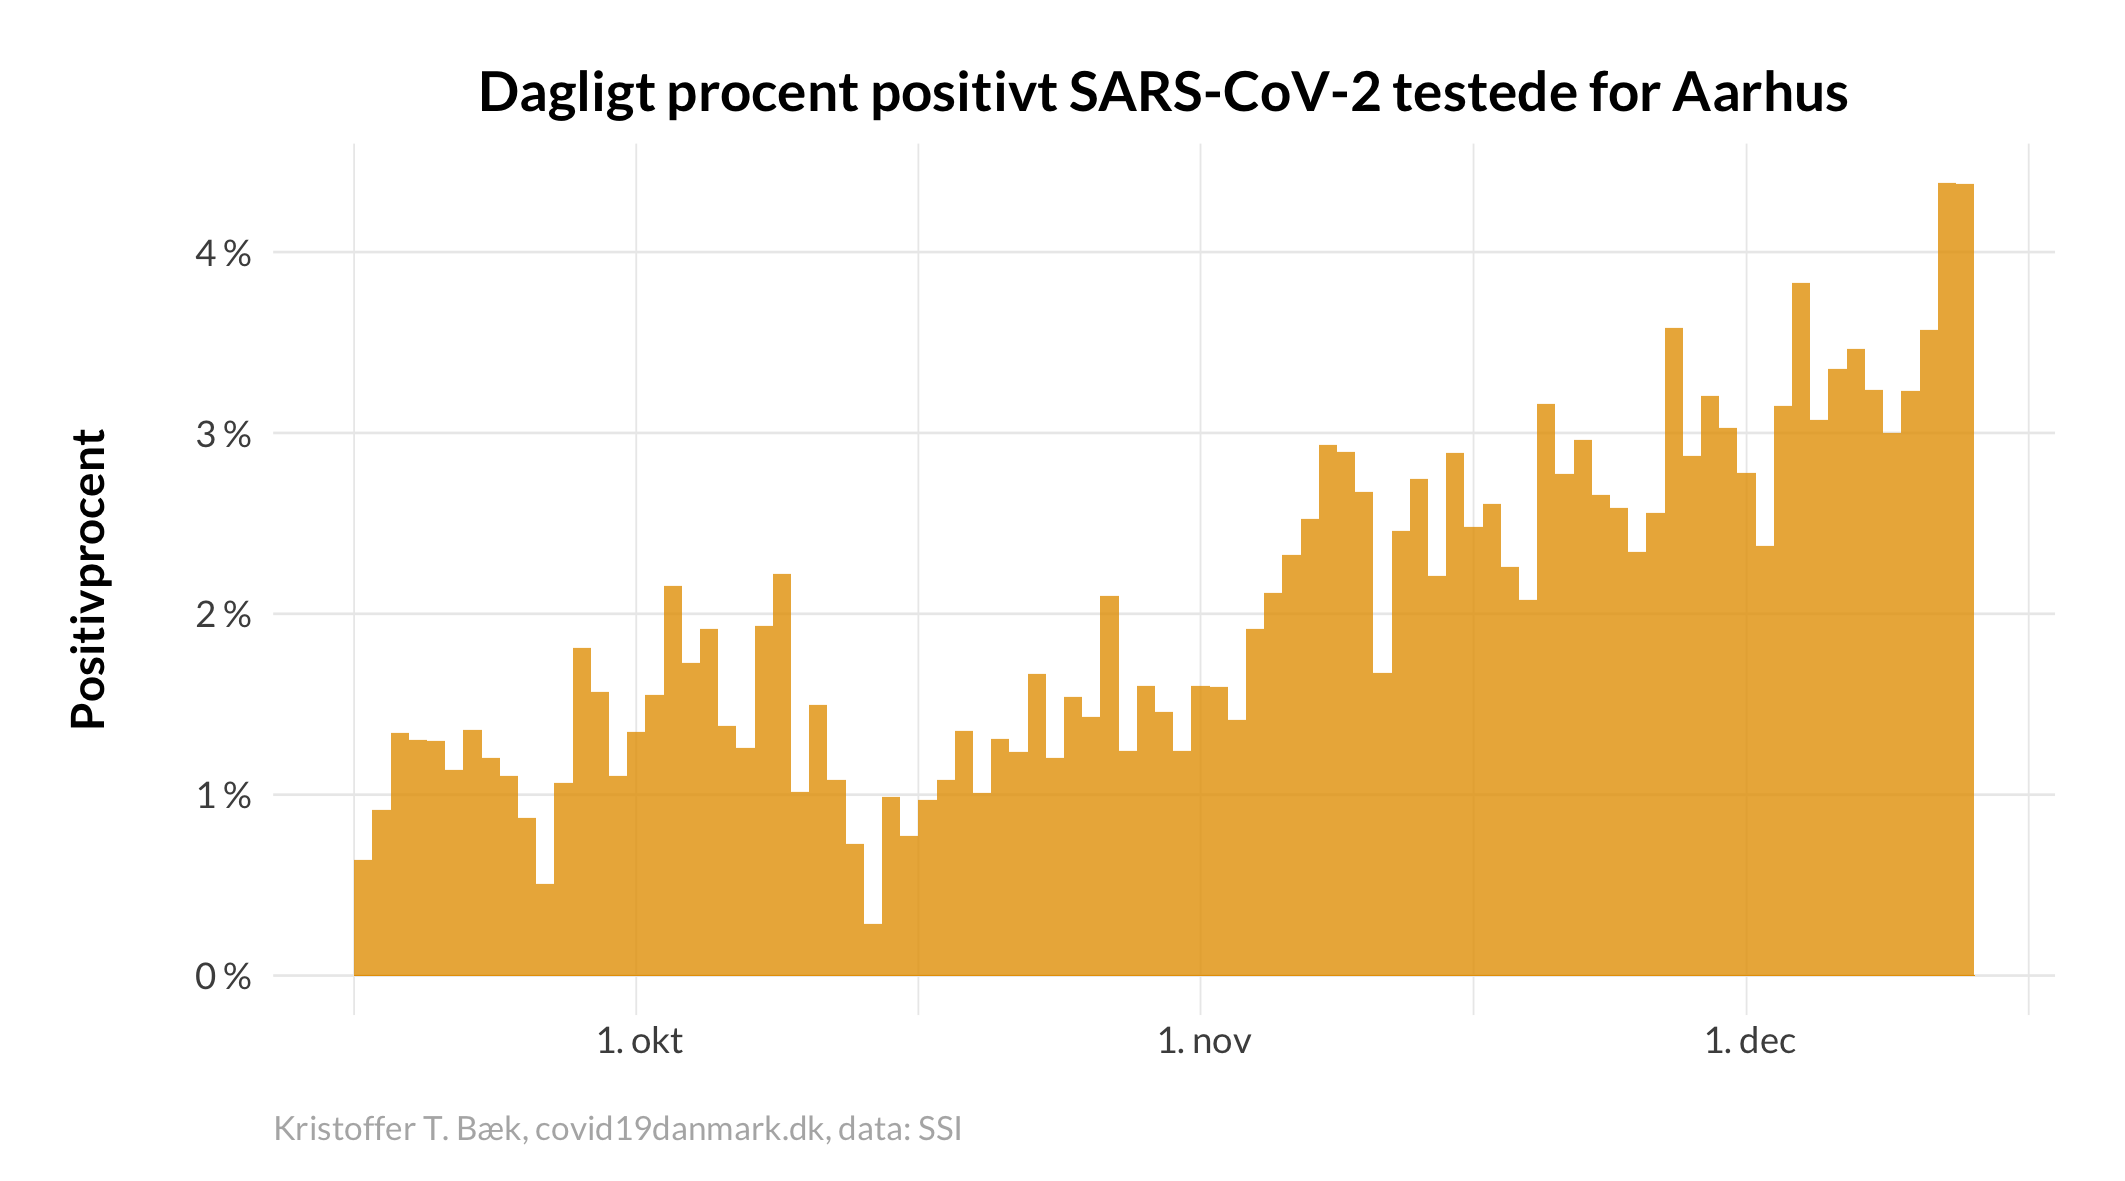 Dagligt procent positivt SARS-CoV-2 testede for Aarhus
Positivprocent
4 %
3 %
2 %
1 %
0 %
1. okt
1. nov
1. dec
Kristoffer T. Bæk, covid19danmark.dk, data: SSI